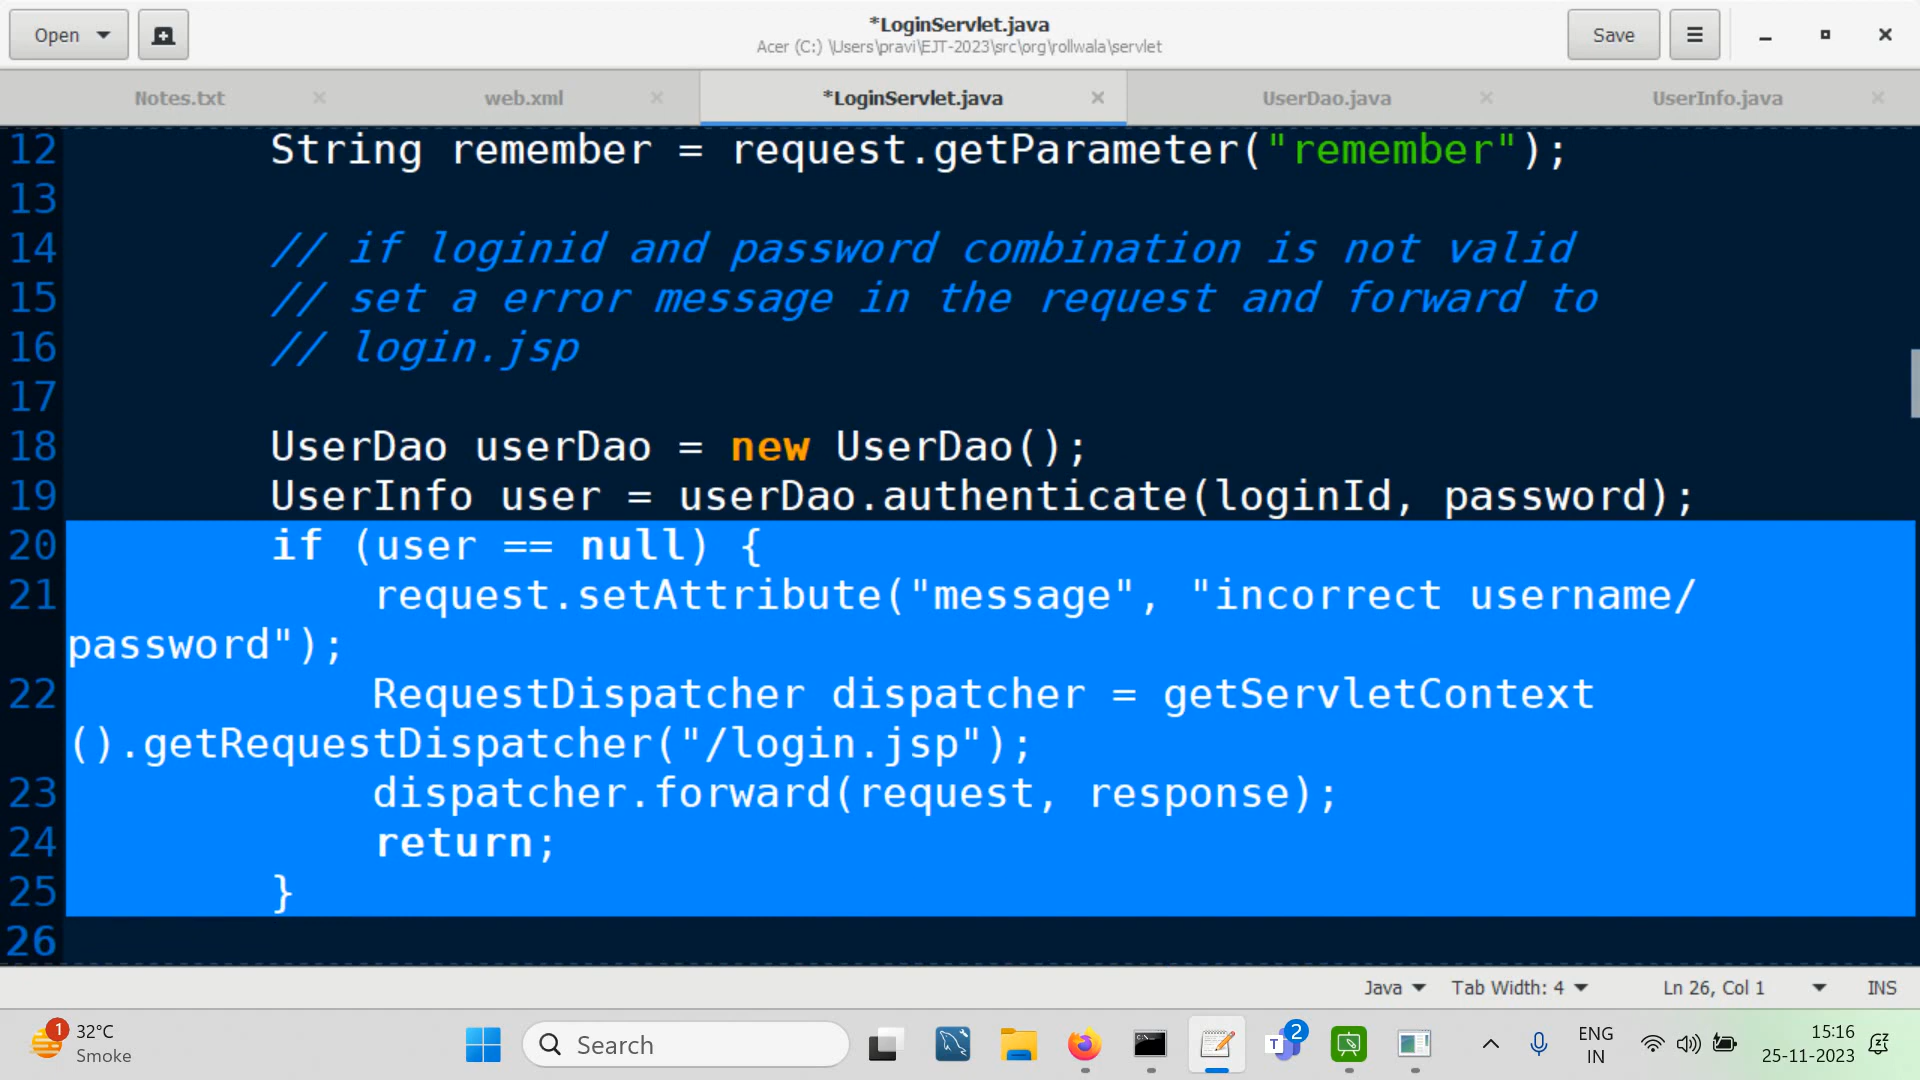 Open
*LoginServlet.java
Acer (C:) \Users\pravi\EJT-2023\src\org\rollwala\servlet
Save
Notes.txt
web.xml
*LoginServlet.java
UserDao.java
UserInfo.java
12 String remember = request.getParameter("remember");
13
14 // if loginid and password combination is not valid
15 // set a error message in the request and forward to
16 // login.jsp
17
18 UserDao userDao = new UserDao();
19 UserInfo user = userDao.authenticate(loginId, password);
20 if (user == null) {
21 request.setAttribute("message", "incorrect username/
password");
22 RequestDispatcher dispatcher = getServletContext
().getRequestDispatcher("/login.jsp");
23 dispatcher.forward(request, response);
24 return;
25 }
26
Java
Tab Width: 4
Ln 26, Col 1
INS
1
32°C
Smoke
Search
T
2
ENG
IN
15:16
25-11-2023